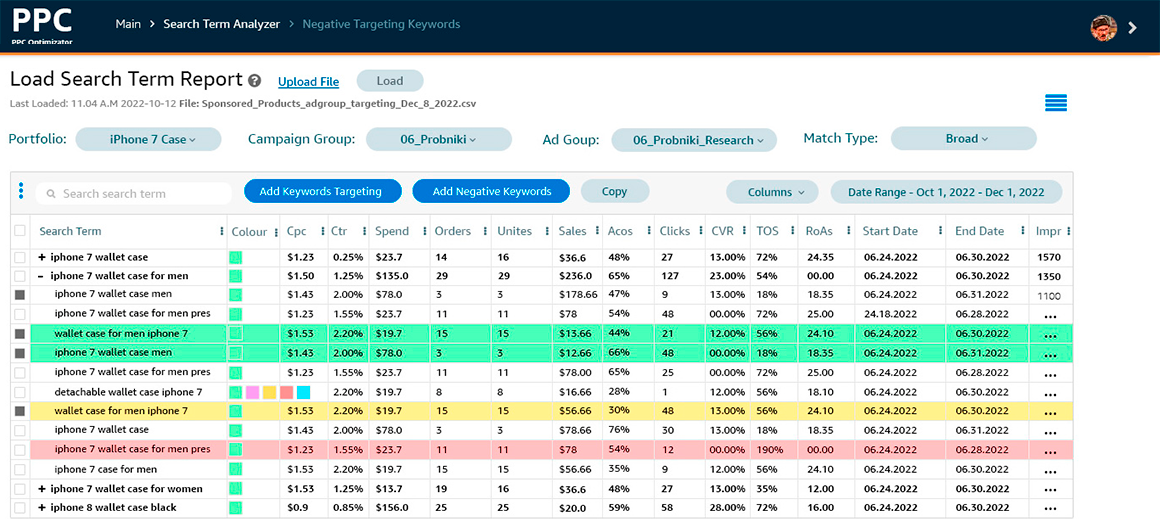 PPC
PPC Optimizator
Main > Search Term Analyzer > Negative Targeting Keywords
Load Search Term Report ? Upload File Load
Last Loaded: 11.04 A.M 2022-10-12 File: Sponsored_Products_adgroup_targeting_Dec_8_2022.csv
Portfolio: iPhone 7 Case Campaign Group: 06_Probniki Ad Goup: 06_Probniki_Research Match Type: Broad
Search search term Add Keywords Targeting Add Negative Keywords Copy Columns Date Range - Oct 1, 2022 - Dec 1, 2022
Search Term Colour Cpc Ctr Spend Orders Unites Sales Acos Clicks CVR TOS RoAs Start Date End Date Impr
+ iphone 7 wallet case $1.23 0.25% $23.7 14 16 $36.6 48% 27 13.00% 72% 24.35 06.24.2022 06.30.2022 1570
– iphone 7 wallet case for men $1.50 1.25% $135.0 29 29 $236.0 65% 127 23.00% 54% 00.00 06.24.2022 06.30.2022 1350
iphone 7 wallet case men $1.43 2.00% $78.0 3 3 $178.66 47% 9 13.00% 18% 18.35 06.24.2022 06.31.2022 1100
iphone 7 wallet case for men pres $1.23 1.55% $23.7 11 11 $78 54% 48 00.00% 72% 25.00 24.18.2022 06.28.2022 ...
wallet case for men iphone 7 $1.53 2.20% $19.7 15 15 $13.66 44% 21 12.00% 56% 24.10 06.24.2022 06.30.2022 ...
iphone 7 wallet case men $1.43 2.00% $78.0 3 3 $12.66 66% 48 00.00% 18% 18.35 06.24.2022 06.31.2022 ...
iphone 7 wallet case for men pres $1.23 1.55% $23.7 11 11 $78.00 65% 25 00.00% 72% 25.00 06.24.2022 06.28.2022 ...
detachable wallet case iphone 7 2.20% $19.7 8 8 $16.66 28% 1 12.00% 56% 18.10 06.24.2022 06.30.2022 ...
wallet case for men iphone 7 $1.53 2.20% $19.7 15 15 $56.66 30% 48 13.00% 56% 24.10 06.24.2022 06.30.2022 ...
iphone 7 wallet case $1.43 2.00% $78.0 3 3 $78.66 76% 30 13.00% 18% 18.35 06.24.2022 06.31.2022 ...
iphone 7 wallet case for men pres $1.23 1.55% $23.7 11 11 $78 54% 12 00.00% 190% 00.00 06.24.2022 06.28.2022 ...
iphone 7 case for men $1.53 2.20% $19.7 15 15 $56.66 35% 9 12.00% 56% 24.10 06.24.2022 06.30.2022 ...
+ iphone 7 wallet case for women $1.53 1.25% $13.7 19 16 $36.6 48% 27 13.00% 35% 12.00 06.24.2022 06.30.2022 ...
+ iphone 8 wallet case black $0.9 0.85% $156.0 25 25 $20.0 59% 58 28.00% 72% 16.00 06.24.2022 06.30.2022 ...